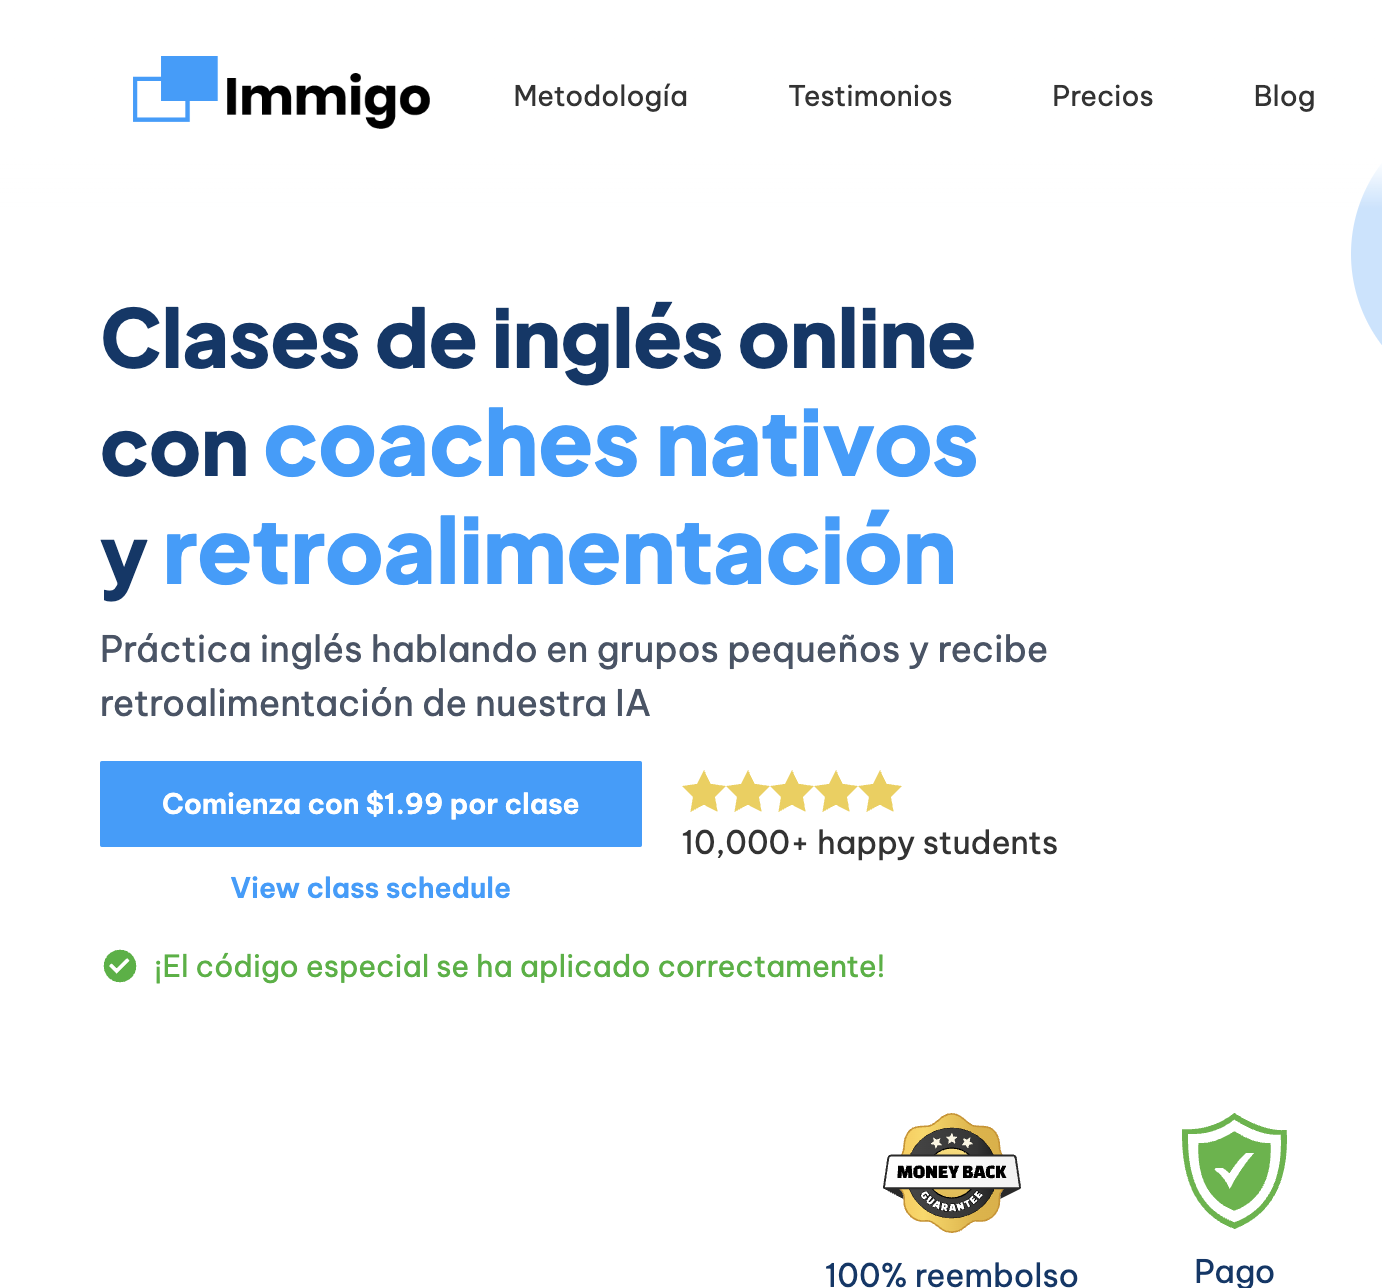 Immigo
Metodología
Testimonios
Precios
Blog
Clases de inglés online
con coaches nativos
y retroalimentación
Práctica inglés hablando en grupos pequeños y recibe
retroalimentación de nuestra IA
Comienza con $1.99 por clase
10,000+ happy students
View class schedule
¡El código especial se ha aplicado correctamente!
MONEY BACK
GUARANTEE
100% reembolso
Pago